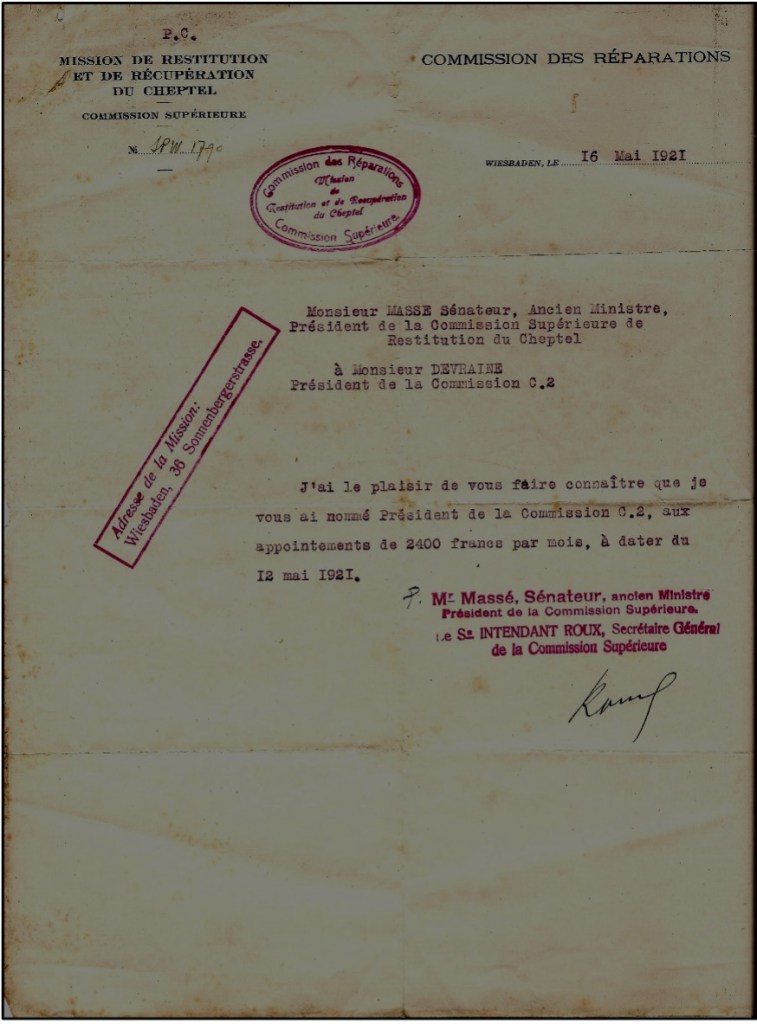 P.C.
MISSION DE RESTITUTION
ET DE RÉCUPÉRATION
DU CHEPTEL
COMMISSION SUPÉRIEURE
№ SPW. 1790
COMMISSION DES RÉPARATIONS
WIESBADEN, LE 16 Mai 1921
Commission des Réparations
Mission
de
Restitution et de Recupération
du Cheptel
Commission Supérieure
Monsieur MASSE Sénateur, Ancien Ministre,
Président de la Commission Supérieure de
Restitution du Cheptel
à Monsieur DEVRAINE
Président de la Commission C.2
Adresse de la Mission:
Wiesbaden, 36 Sonnenbergerstrasse.
J'ai le plaisir de vous faire connaître que je
vous ai nommé Président de la Commission C.2, aux
appointements de 2400 francs par mois, à dater du
12 mai 1921.
P. Mr Massé, Sénateur, ancien Ministre
Président de la Commission Supérieure.
Le INTENDANT ROUX, Secrétaire Général
de la Commission Supérieure